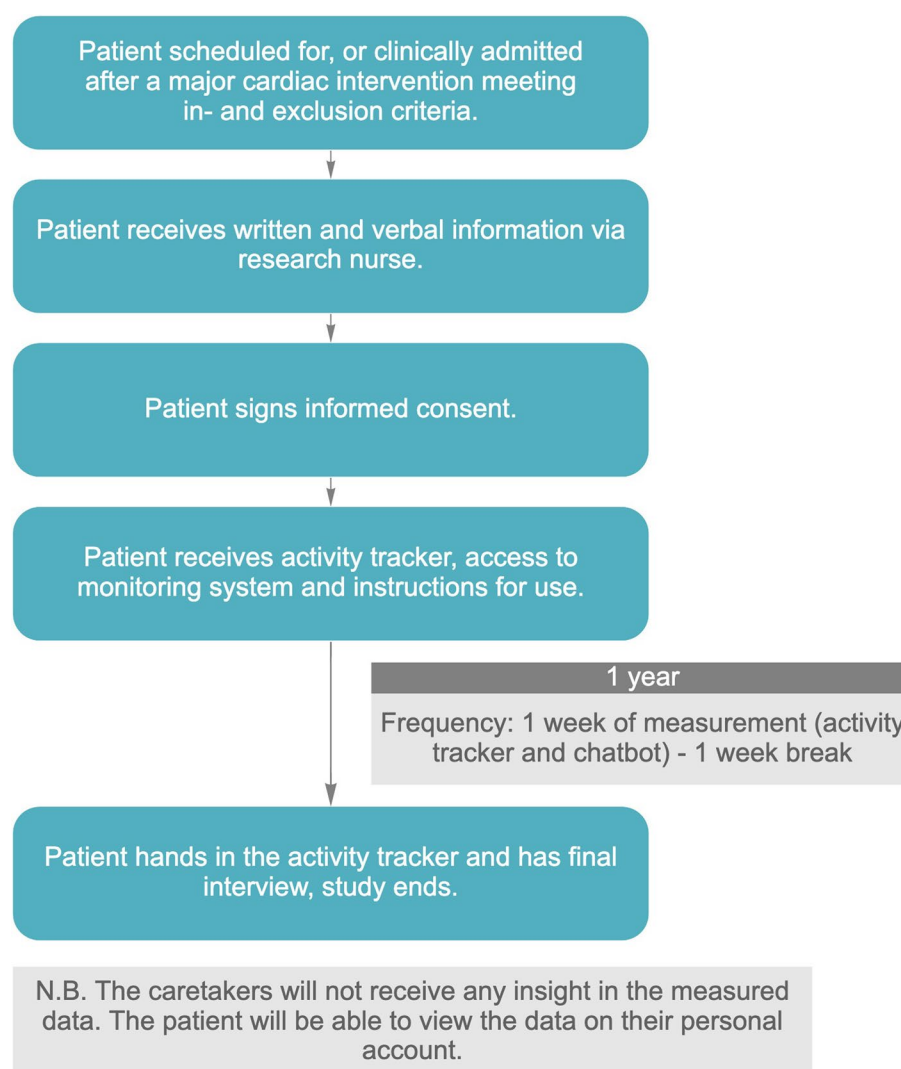 Patient scheduled for, or clinically admitted
after a major cardiac intervention meeting
in- and exclusion criteria.
Patient receives written and verbal information via
research nurse.
Patient signs informed consent.
Patient receives activity tracker, access to
monitoring system and instructions for use.
1 year
Frequency: 1 week of measurement (activity
tracker and chatbot) - 1 week break
Patient hands in the activity tracker and has final
interview, study ends.
N.B. The caretakers will not receive any insight in the measured
data. The patient will be able to view the data on their personal
account.